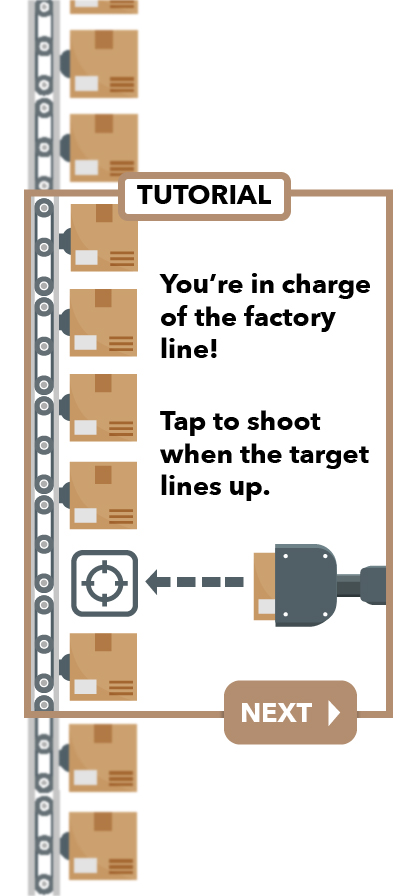 TUTORIAL
You’re in charge
of the factory
line!
Tap to shoot
when the target
lines up.
NEXT